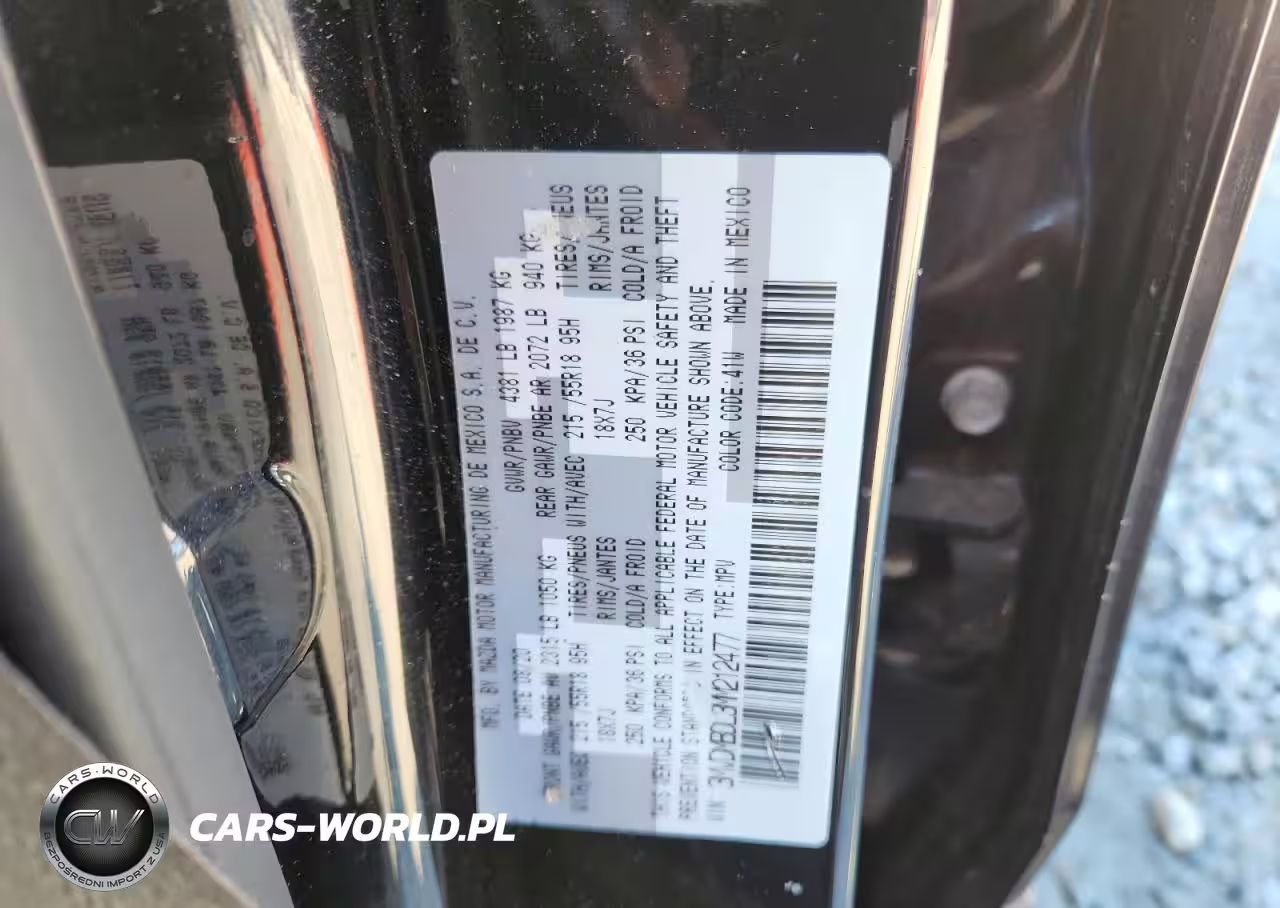 MFD. BY MAZDA MOTOR MANUFACTURING DE MEXICO S.A. DE C.V.
DATE 08/20 GVWR/PNBV 4381 LB 1987 KG
FRONT GAWR/PNBE AV 2315 LB 1050 KG REAR GAWR/PNBE AR 2072 LB 940 KG
WITH/AVEC 215/55R18 95H TIRES/PNEUS WITH/AVEC 215/55R18 95H TIRES/PNEUS
18X7J RIMS/JANTES 18X7J RIMS/JANTES
250 KPA/36 PSI COLD/A FROID 250 KPA/36 PSI COLD/A FROID
THIS VEHICLE CONFORMS TO ALL APPLICABLE FEDERAL MOTOR VEHICLE SAFETY AND THEFT
PREVENTION IN EFFECT ON THE DATE OF MANUFACTURE SHOWN ABOVE.
VIN TYPE:MPV COLOR CODE:41W MADE IN MEXICO
CARS-WORLD
CW
BEZPOŚREDNI IMPORT Z USA
CARS-WORLD.PL